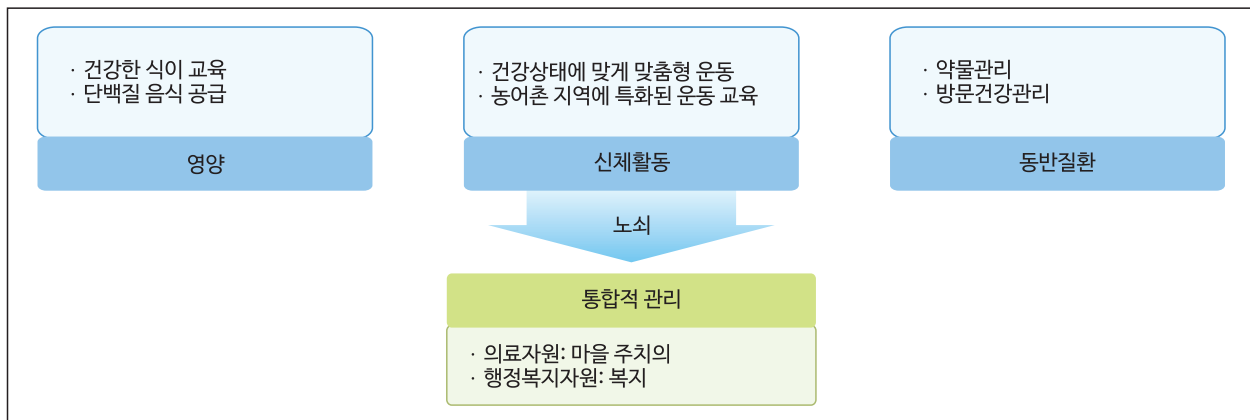 · 건강한 식이 교육
· 단백질 음식 공급
영양
· 건강상태에 맞게 맞춤형 운동
· 농어촌 지역에 특화된 운동 교육
신체활동
· 약물관리
· 방문건강관리
동반질환
노쇠
통합적 관리
· 의료자원: 마을 주치의
· 행정복지자원: 복지